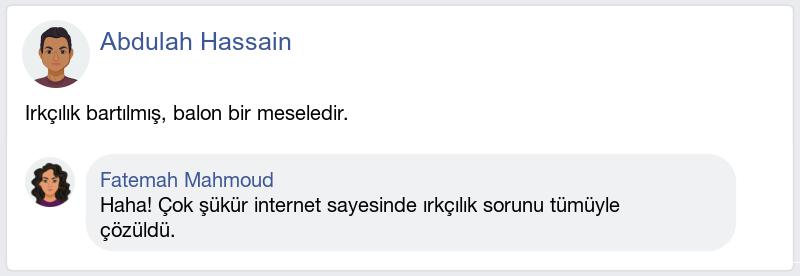 Abdulah Hassain
Irkçılık bartılmış, balon bir meseledir.
Fatemah Mahmoud
Haha! Çok şükür internet sayesinde ırkçılık sorunu tümüyle
çözüldü.